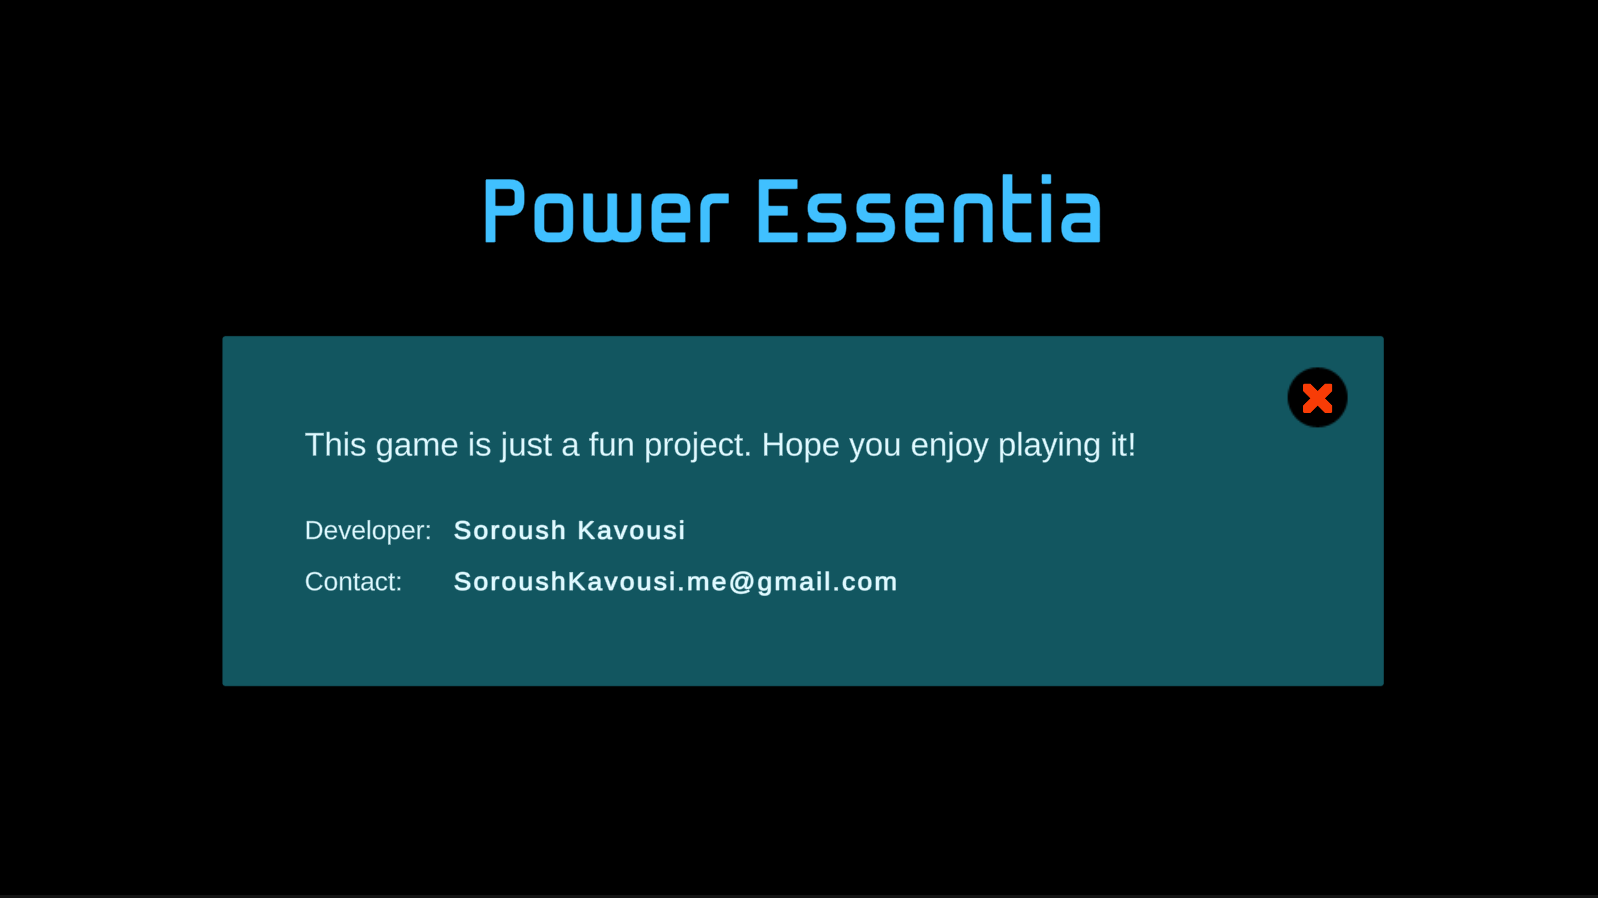 Power Essentia
This game is just a fun project. Hope you enjoy playing it!
Developer: Soroush Kavousi
Contact: SoroushKavousi.me@gmail.com